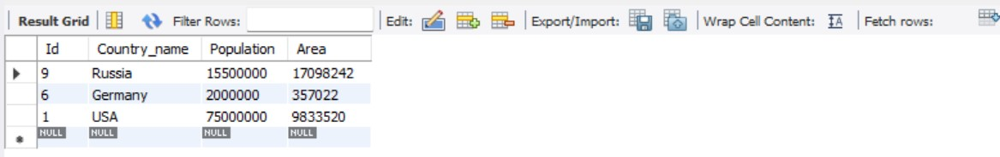 Result Grid Filter Rows: Edit: Export/Import: Wrap Cell Content: Fetch rows:
Id Country_name Population Area
9 Russia 15500000 17098242
6 Germany 2000000 357022
1 USA 75000000 9833520
NULL NULL NULL NULL